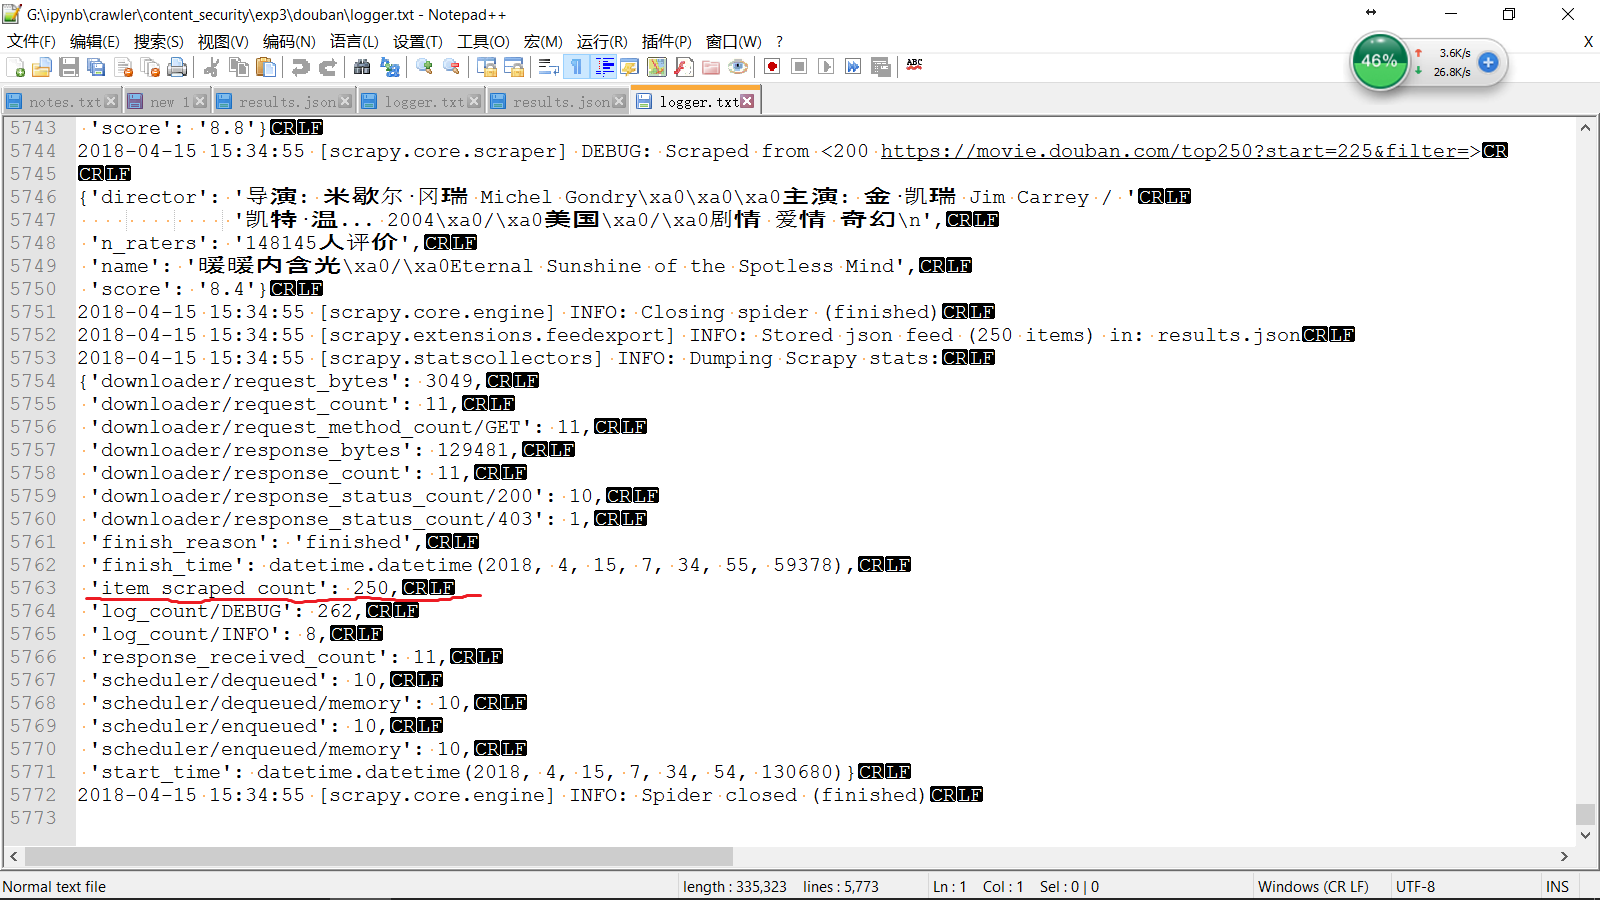 G:\ipynb\crawler\content_security\exp3\douban\logger.txt - Notepad++
文件(F) 编辑(E) 搜索(S) 视图(V) 编码(N) 语言(L) 设置(T) 工具(O) 宏(M) 运行(R) 插件(P) 窗口(W) ? X
46% 3.6K/s
26.8K/s
ABC
notes.txt new 1 results.json logger.txt results.json logger.txt
5743 'score': '8.8'}CRLF
5744 2018-04-15 15:34:55 [scrapy.core.scraper] DEBUG: Scraped from <200 https://movie.douban.com/top250?start=225&filter=>CR
5745 CRLF
5746 {'director': '导演: 米歇尔·冈瑞 Michel Gondry\xa0\xa0\xa0主演: 金·凯瑞 Jim Carrey / 'CRLF
5747 '凯特·温... 2004\xa0/\xa0美国\xa0/\xa0剧情 爱情 奇幻\n',CRLF
5748 'n_raters': '148145人评价',CRLF
5749 'name': '暖暖内含光\xa0/\xa0Eternal Sunshine of the Spotless Mind',CRLF
5750 'score': '8.4'}CRLF
5751 2018-04-15 15:34:55 [scrapy.core.engine] INFO: Closing spider (finished)CRLF
5752 2018-04-15 15:34:55 [scrapy.extensions.feedexport] INFO: Stored json feed (250 items) in: results.jsonCRLF
5753 2018-04-15 15:34:55 [scrapy.statscollectors] INFO: Dumping Scrapy stats:CRLF
5754 {'downloader/request_bytes': 3049,CRLF
5755 'downloader/request_count': 11,CRLF
5756 'downloader/request_method_count/GET': 11,CRLF
5757 'downloader/response_bytes': 129481,CRLF
5758 'downloader/response_count': 11,CRLF
5759 'downloader/response_status_count/200': 10,CRLF
5760 'downloader/response_status_count/403': 1,CRLF
5761 'finish_reason': 'finished',CRLF
5762 'finish_time': datetime.datetime(2018, 4, 15, 7, 34, 55, 59378),CRLF
5763 'item_scraped_count': 250,CRLF
5764 'log_count/DEBUG': 262,CRLF
5765 'log_count/INFO': 8,CRLF
5766 'response_received_count': 11,CRLF
5767 'scheduler/dequeued': 10,CRLF
5768 'scheduler/dequeued/memory': 10,CRLF
5769 'scheduler/enqueued': 10,CRLF
5770 'scheduler/enqueued/memory': 10,CRLF
5771 'start_time': datetime.datetime(2018, 4, 15, 7, 34, 54, 130680)}CRLF
5772 2018-04-15 15:34:55 [scrapy.core.engine] INFO: Spider closed (finished)CRLF
5773
Normal text file length : 335,323 lines : 5,773 Ln : 1 Col : 1 Sel : 0 | 0 Windows (CR LF) UTF-8 INS